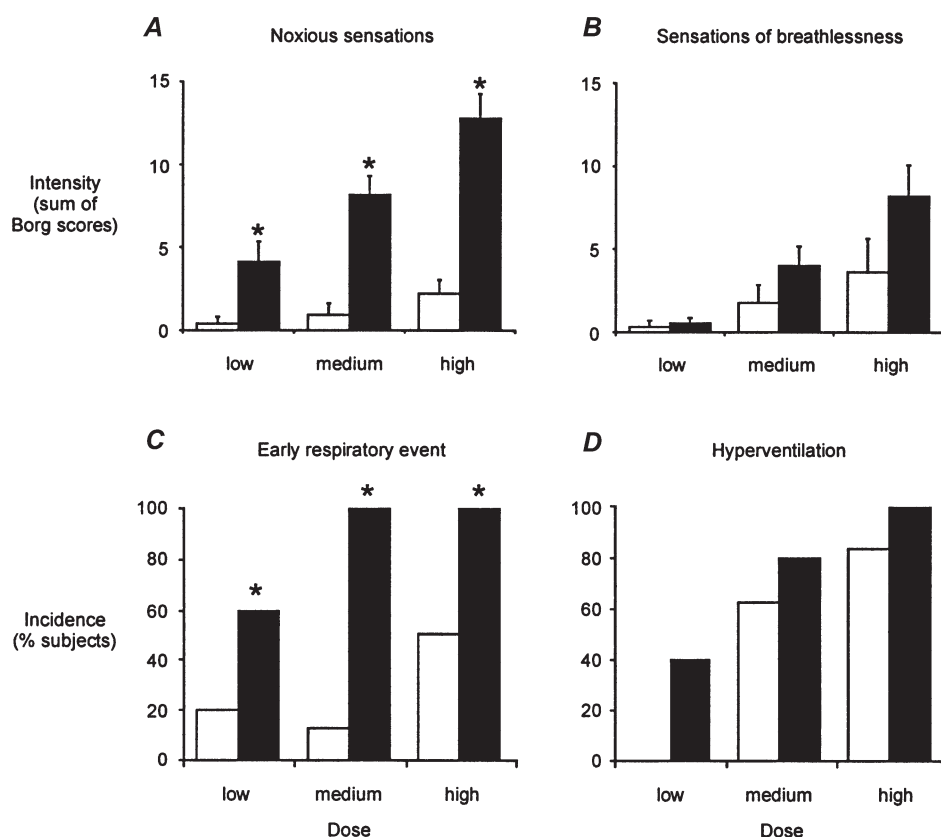 A
Noxious sensations
B
Sensations of breathlessness
Intensity
(sum of
Borg scores)
15
10
5
0
*
*
*
low
medium
high
15
10
5
0
low
medium
high
C
Early respiratory event
D
Hyperventilation
Incidence
(% subjects)
100
80
60
40
20
0
*
*
*
low
medium
high
Dose
100
80
60
40
20
0
low
medium
high
Dose